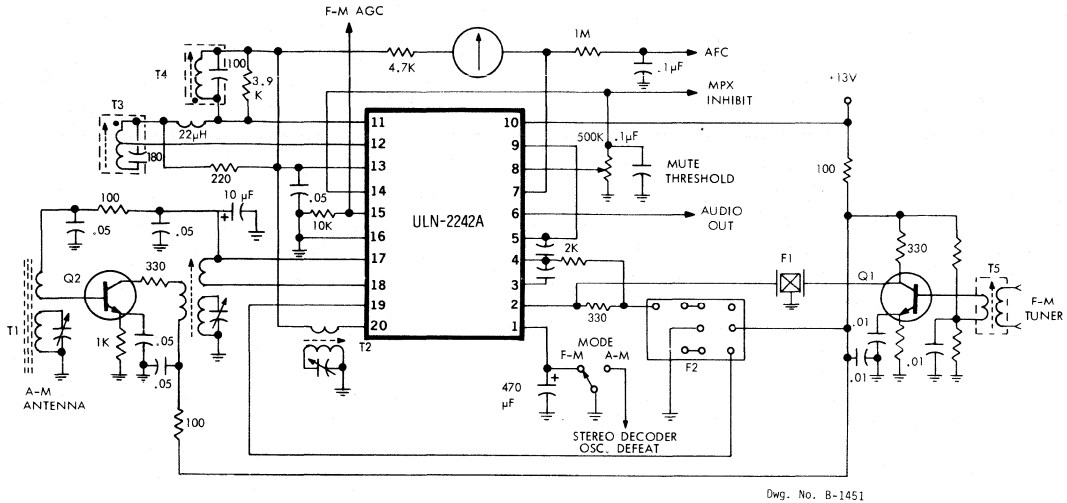 F-M AGC
1M
AFC
4.7K
.1µF
T4
100
3.9
K
MPX
INHIBIT
+13V
T3
22µH
180
220
11
12
13
14
15
16
17
18
19
20
10
9
8
7
6
5
4
3
2
1
ULN-2242A
500K
.1µF
MUTE
THRESHOLD
100
.05
10K
10 µF
+
100
.05
.05
AUDIO
OUT
2K
F1
Q1
330
T5
F-M
TUNER
Q2
330
T1
1K
.05
.05
A-M
ANTENNA
100
T2
330
F2
.01
.01
.01
MODE
F-M
A-M
470
µF
+
STEREO DECODER
OSC. DEFEAT
Dwg. No. B-1451